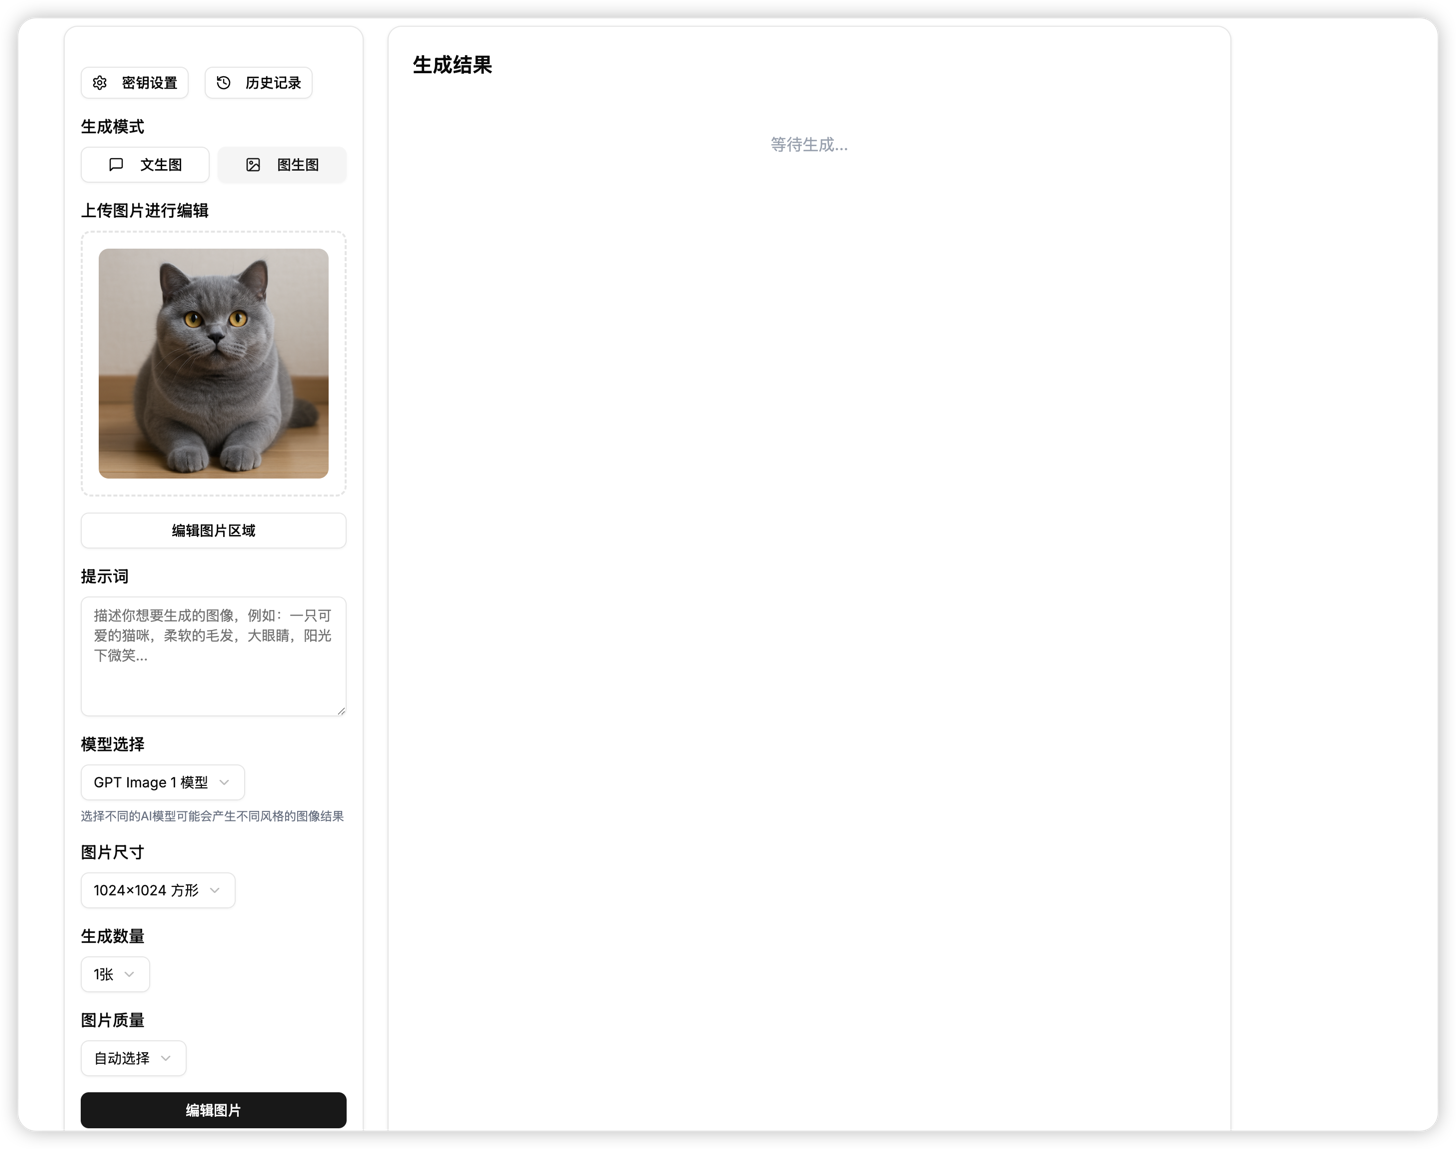 密钥设置
历史记录
生成模式
文生图
图生图
上传图片进行编辑
编辑图片区域
提示词
描述你想要生成的图像，例如：一只可
爱的猫咪，柔软的毛发，大眼睛，阳光
下微笑...
模型选择
GPT Image 1 模型
选择不同的AI模型可能会产生不同风格的图像结果
图片尺寸
1024×1024 方形
生成数量
1张
图片质量
自动选择
编辑图片
生成结果
等待生成...